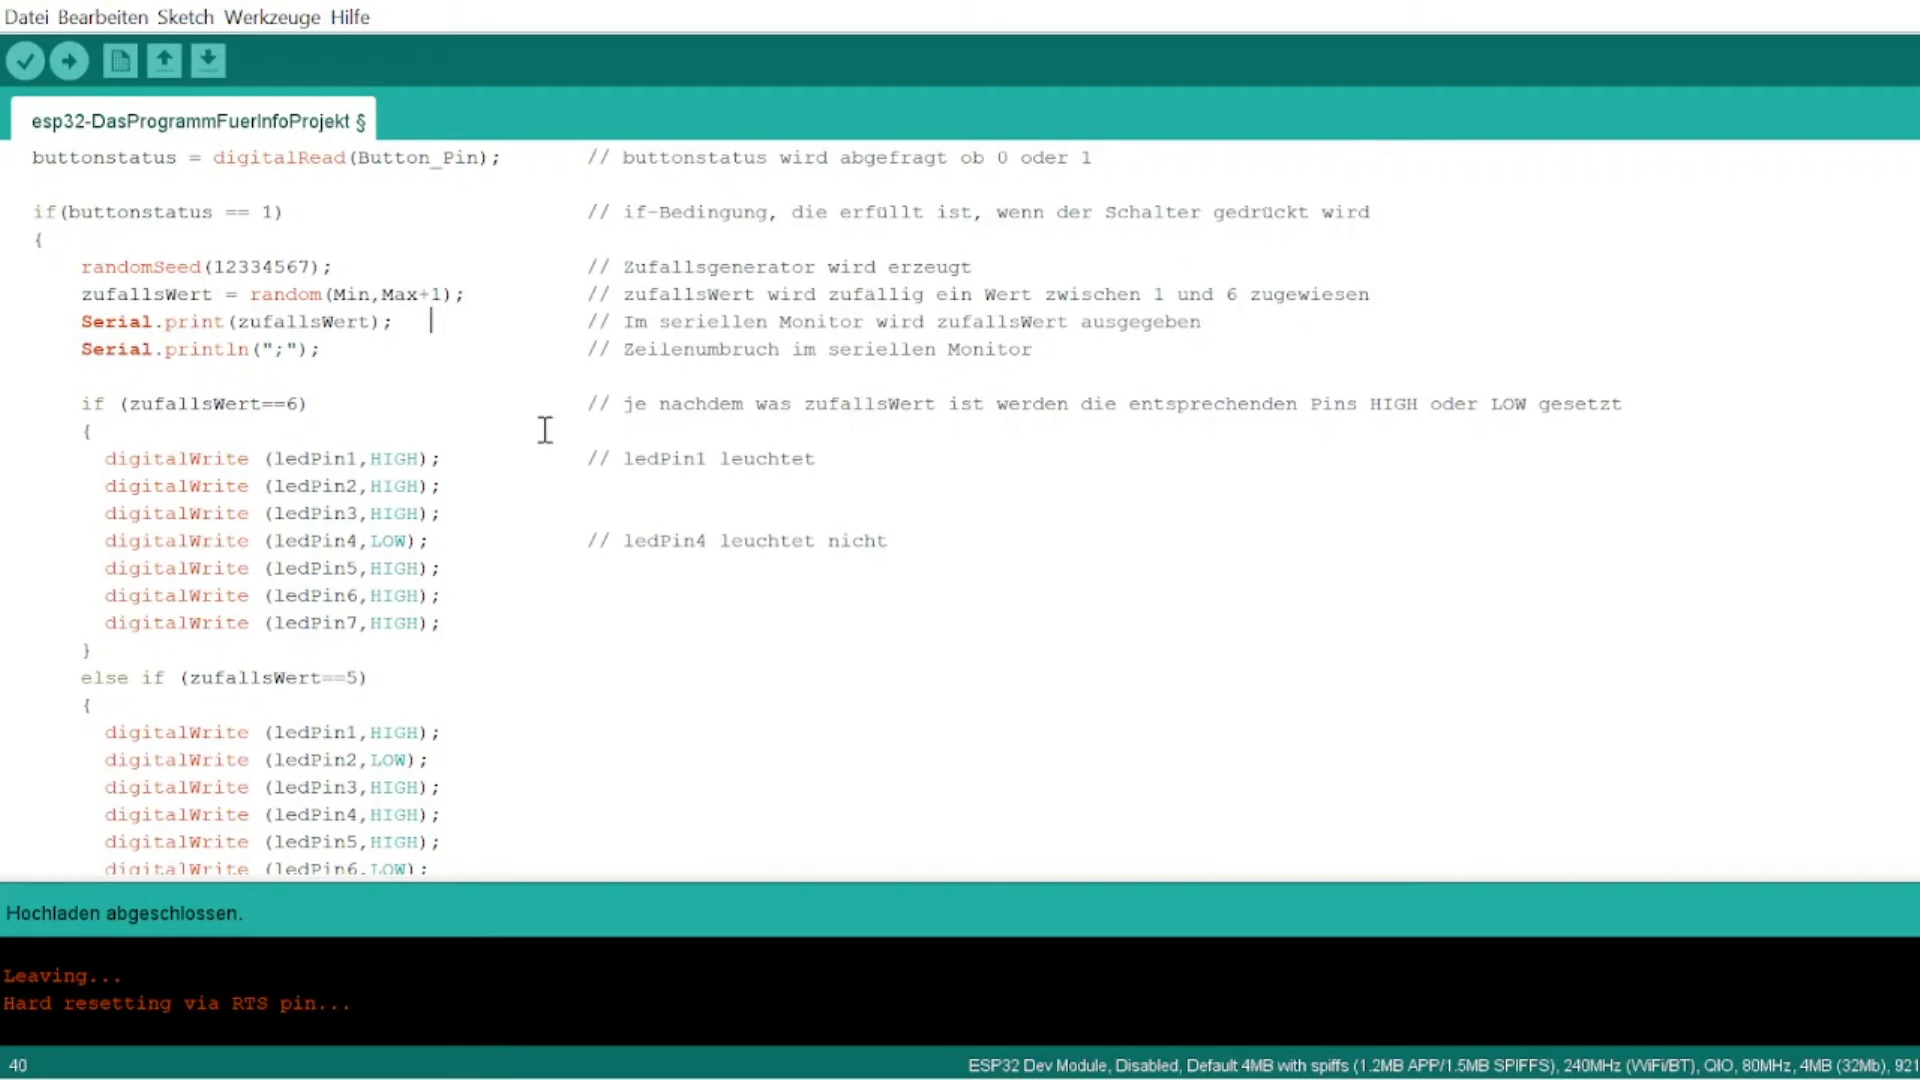 Datei Bearbeiten Sketch Werkzeuge Hilfe
esp32-DasProgrammFuerInfoProjekt §
buttonstatus = digitalRead(Button_Pin); // buttonstatus wird abgefragt ob 0 oder 1
if(buttonstatus == 1) // if-Bedingung, die erfüllt ist, wenn der Schalter gedrückt wird
{
randomSeed(12334567); // Zufallsgenerator wird erzeugt
zufallsWert = random(Min,Max+1); // zufallsWert wird zufällig ein Wert zwischen 1 und 6 zugewiesen
Serial.print(zufallsWert); // Im seriellen Monitor wird zufallsWert ausgegeben
Serial.println(";"); // Zeilenumbruch im seriellen Monitor
if (zufallsWert==6) // je nachdem was zufallsWert ist werden die entsprechenden Pins HIGH oder LOW gesetzt
{
digitalWrite (ledPin1,HIGH); // ledPin1 leuchtet
digitalWrite (ledPin2,HIGH);
digitalWrite (ledPin3,HIGH);
digitalWrite (ledPin4,LOW); // ledPin4 leuchtet nicht
digitalWrite (ledPin5,HIGH);
digitalWrite (ledPin6,HIGH);
digitalWrite (ledPin7,HIGH);
}
else if (zufallsWert==5)
{
digitalWrite (ledPin1,HIGH);
digitalWrite (ledPin2,LOW);
digitalWrite (ledPin3,HIGH);
digitalWrite (ledPin4,HIGH);
digitalWrite (ledPin5,HIGH);
digitalWrite (ledPin6,LOW);
Hochladen abgeschlossen.
Leaving...
Hard resetting via RTS pin...
40 ESP32 Dev Module, Disabled, Default 4MB with spiffs (1.2MB APP/1.5MB SPIFFS), 240MHz (WiFi/BT), QIO, 80MHz, 4MB (32Mb), 921